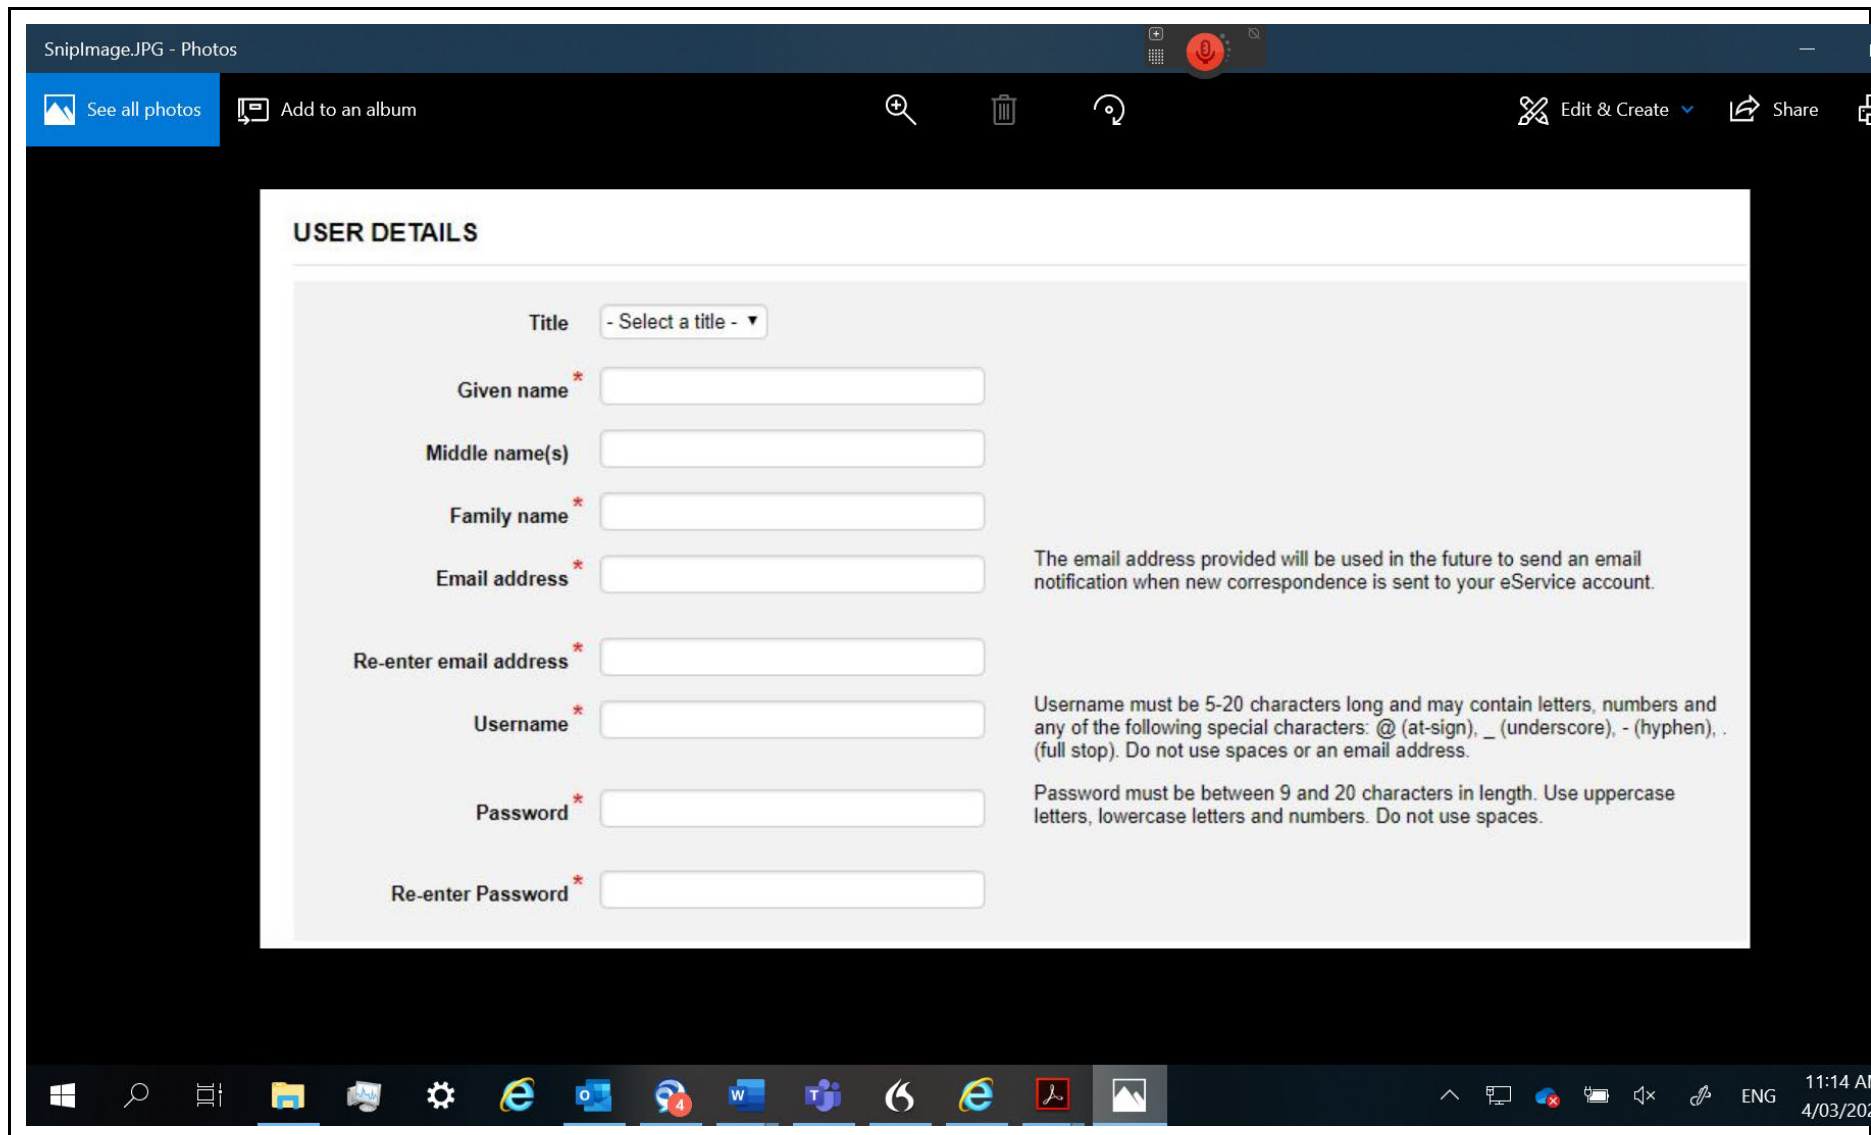 SnipImage.JPG - Photos
See all photos
Add to an album
Edit & Create
Share
USER DETAILS
Title
- Select a title -
Given name *
Middle name(s)
Family name *
Email address *
The email address provided will be used in the future to send an email
notification when new correspondence is sent to your eService account.
Re-enter email address *
Username *
Username must be 5-20 characters long and may contain letters, numbers and
any of the following special characters: @ (at-sign), _ (underscore), - (hyphen), .
(full stop). Do not use spaces or an email address.
Password *
Password must be between 9 and 20 characters in length. Use uppercase
letters, lowercase letters and numbers. Do not use spaces.
Re-enter Password *
4
ENG
11:14 AM
4/03/202